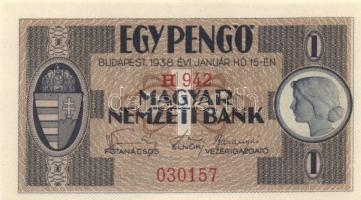 EGY PENGŐ
BUDAPEST, 1938. ÉVI JANUÁR HÓ 15-ÉN
1
H 942
MAGYAR
NEMZETI BANK
FŐTANÁCSOS ELNÖK VEZÉRIGAZGATÓ
1
030157